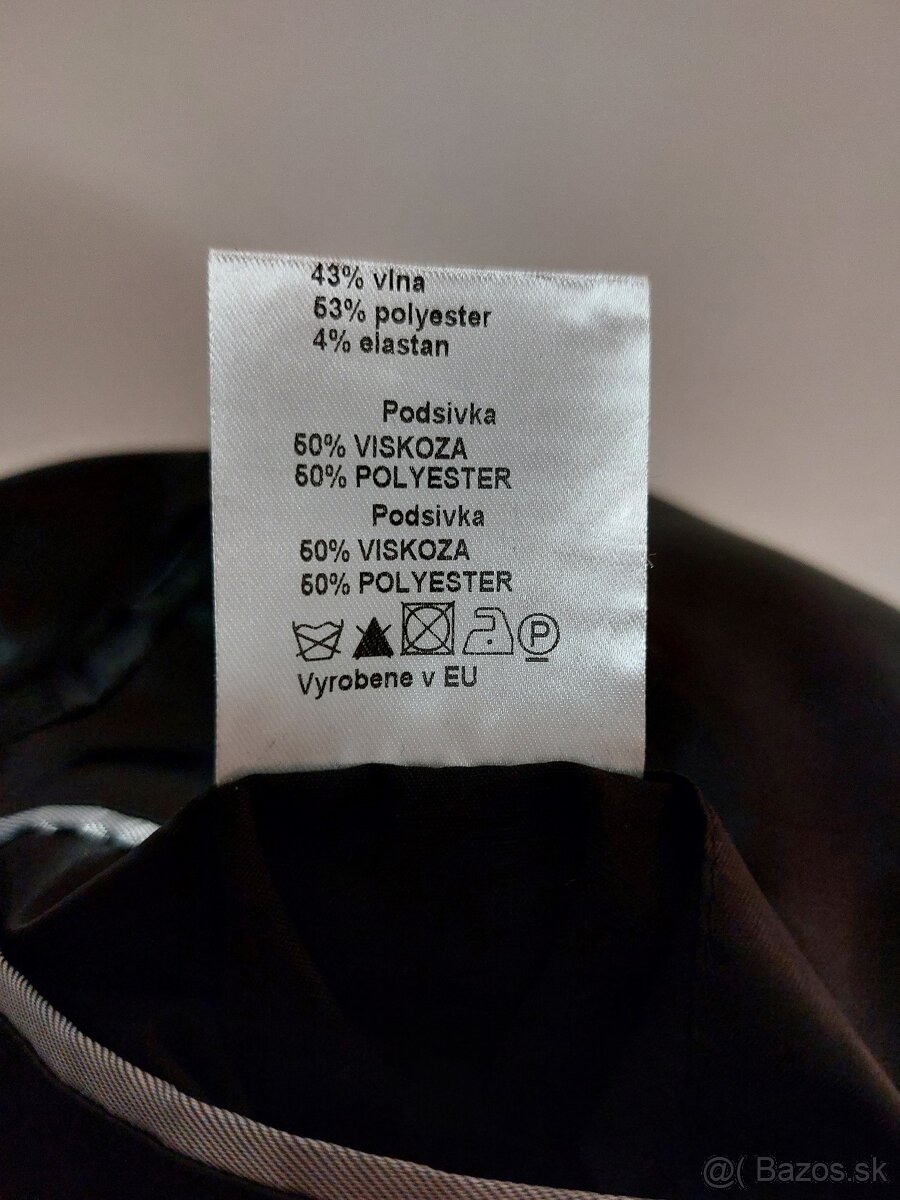 43% vlna
53% polyester
4% elastan
Podsivka
50% VISKOZA
50% POLYESTER
Podsivka
50% VISKOZA
50% POLYESTER
P
Vyrobene v EU
@( Bazos.sk